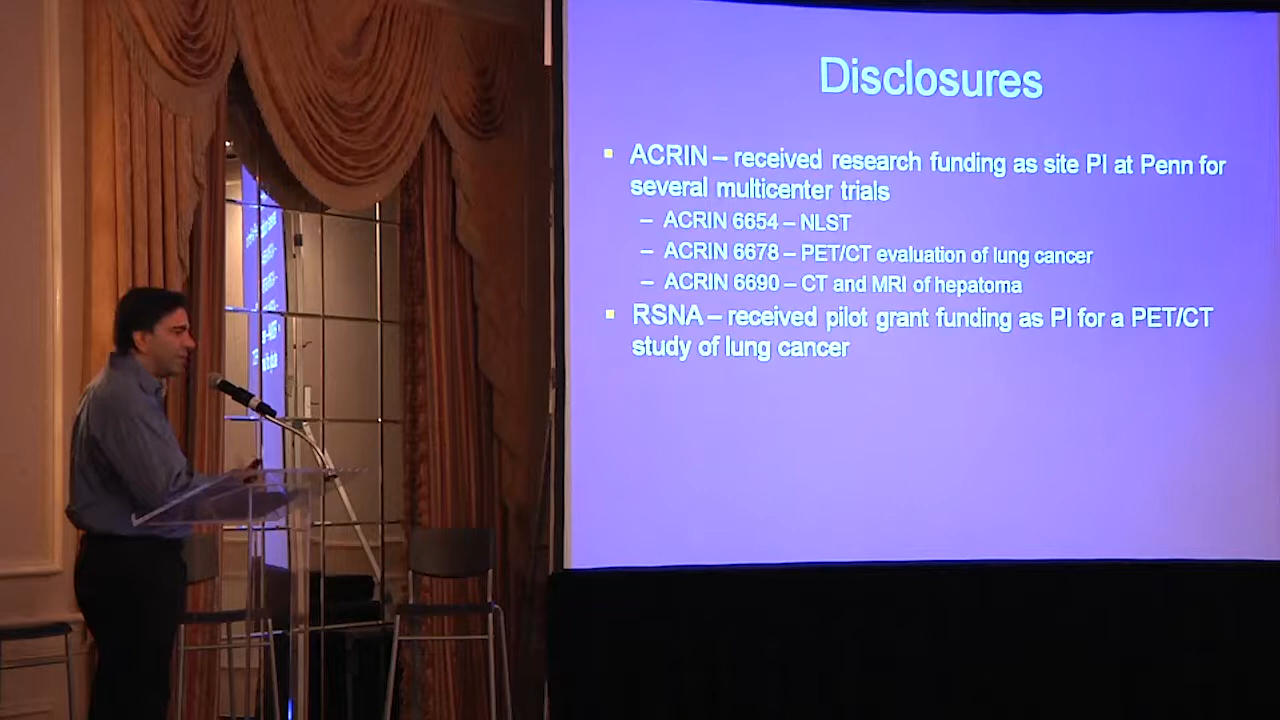 Disclosures
ACRIN – received research funding as site PI at Penn for
several multicenter trials
– ACRIN 6654 – NLST
– ACRIN 6678 – PET/CT evaluation of lung cancer
– ACRIN 6690 – CT and MRI of hepatoma
RSNA – received pilot grant funding as PI for a PET/CT
study of lung cancer